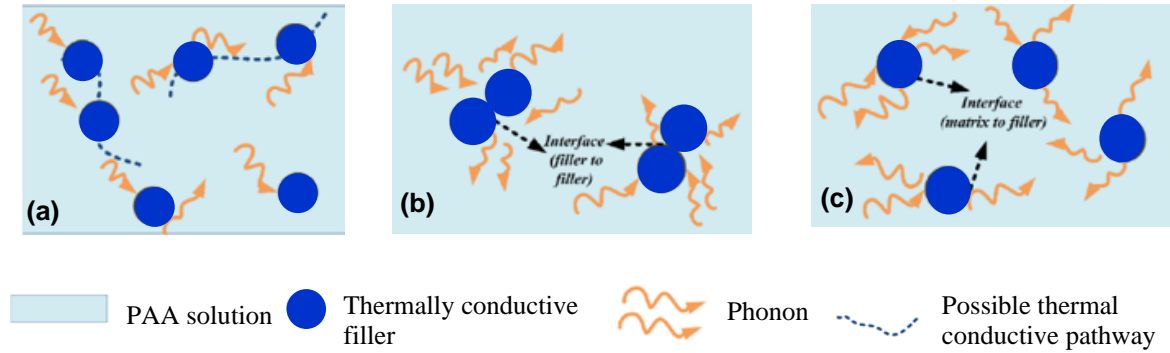 (a)
Interface
(filler to
filler)
(b)
Interface
(matrix to filler)
(c)
PAA solution
Thermally conductive
filler
Phonon
Possible thermal
conductive pathway